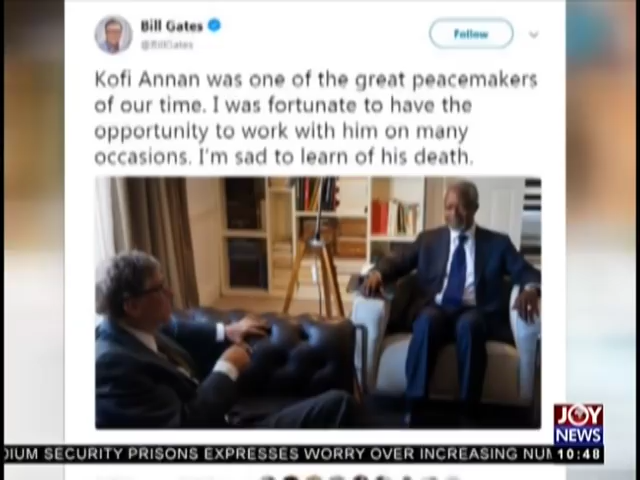 Bill Gates
@BillGates
Follow
Kofi Annan was one of the great peacemakers
of our time. I was fortunate to have the
opportunity to work with him on many
occasions. I'm sad to learn of his death.
JOY
NEWS
SECURITY PRISONS EXPRESSES WORRY OVER INCREASING
10:48